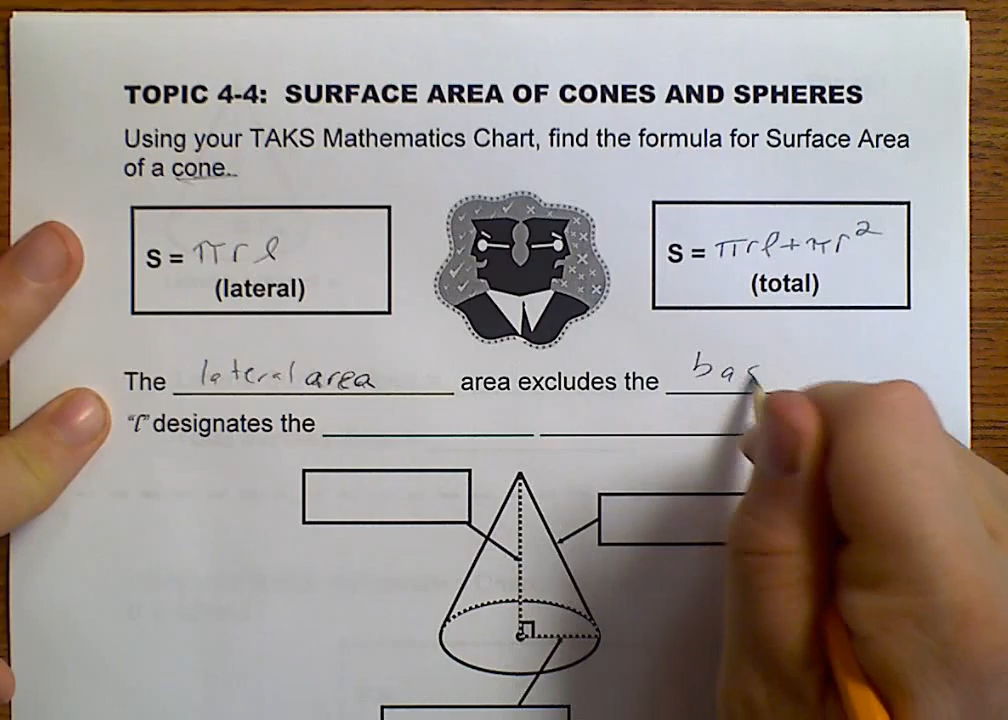 TOPIC 4-4: SURFACE AREA OF CONES AND SPHERES
Using your TAKS Mathematics Chart, find the formula for Surface Area
of a cone.
S = πrℓ
(lateral)
S = πrℓ+πr²
(total)
The lateral area area excludes the bas
"ℓ" designates the